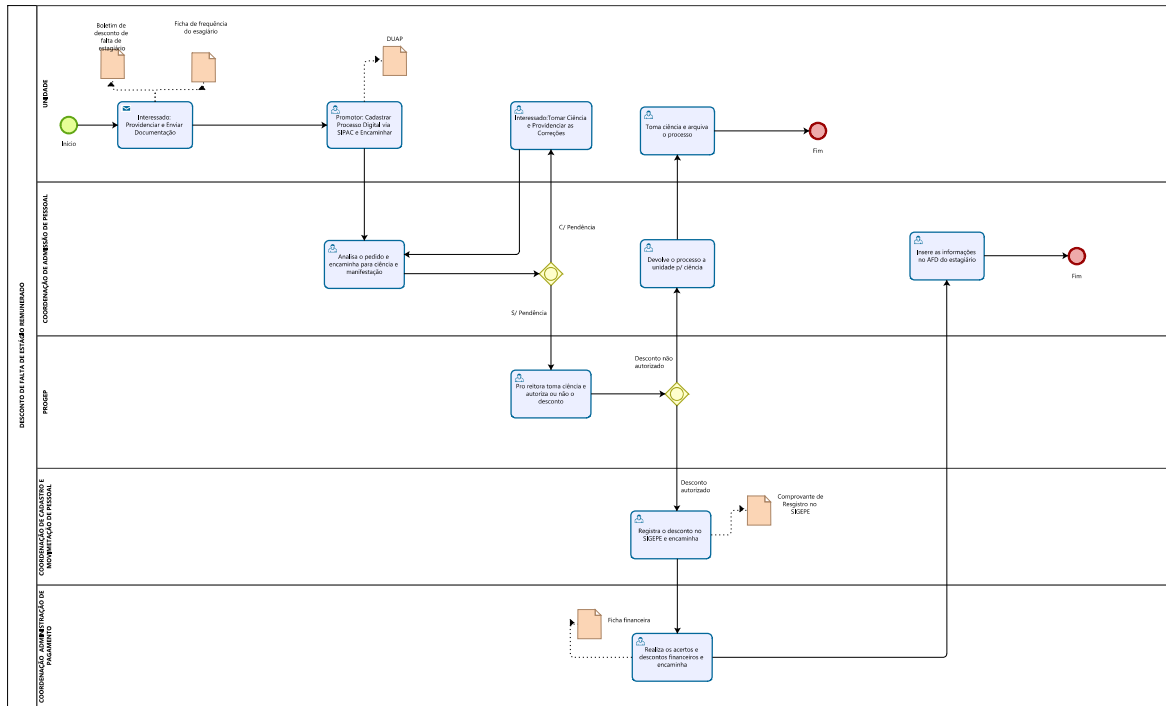 DESCONTO DE FALTA DE ESTÁGIO REMUNERADO
UNIDADE
Boletim de
desconto de
falta de
estagiário
Ficha de frequência
do esagiário
DUAP
Início
Interessado:
Providenciar e Enviar
Documentação
Promotor: Cadastrar
Processo Digital via
SIPAC e Encaminhar
Interessado:Tomar Ciência
e Providenciar as
Correções
Toma ciência e arquiva
o processo
Fim
COORDENAÇÃO DE ADMISSÃO DE PESSOAL
Analisa o pedido e
encaminha para ciência e
manifestação
C/ Pendência
S/ Pendência
Devolve o processo a
unidade p/ ciência
Insere as informações
no AFD do estagiário
Fim
PROGEP
Pro reitora toma ciência e
autoriza ou não o
desconto
Desconto não
autorizado
Desconto
autorizado
COORDENAÇÃO DE CADASTRO E
MOVIMETAÇÃO DE PESSOAL
Registra o desconto no
SIGEPE e encaminha
Comprovante de
Resgistro no
SIGEPE
COORDENAÇÃO ADMINISTRAÇÃO DE
PAGAMENTO
Ficha financeira
Realiza os acertos e
descontos financeiros e
encaminha